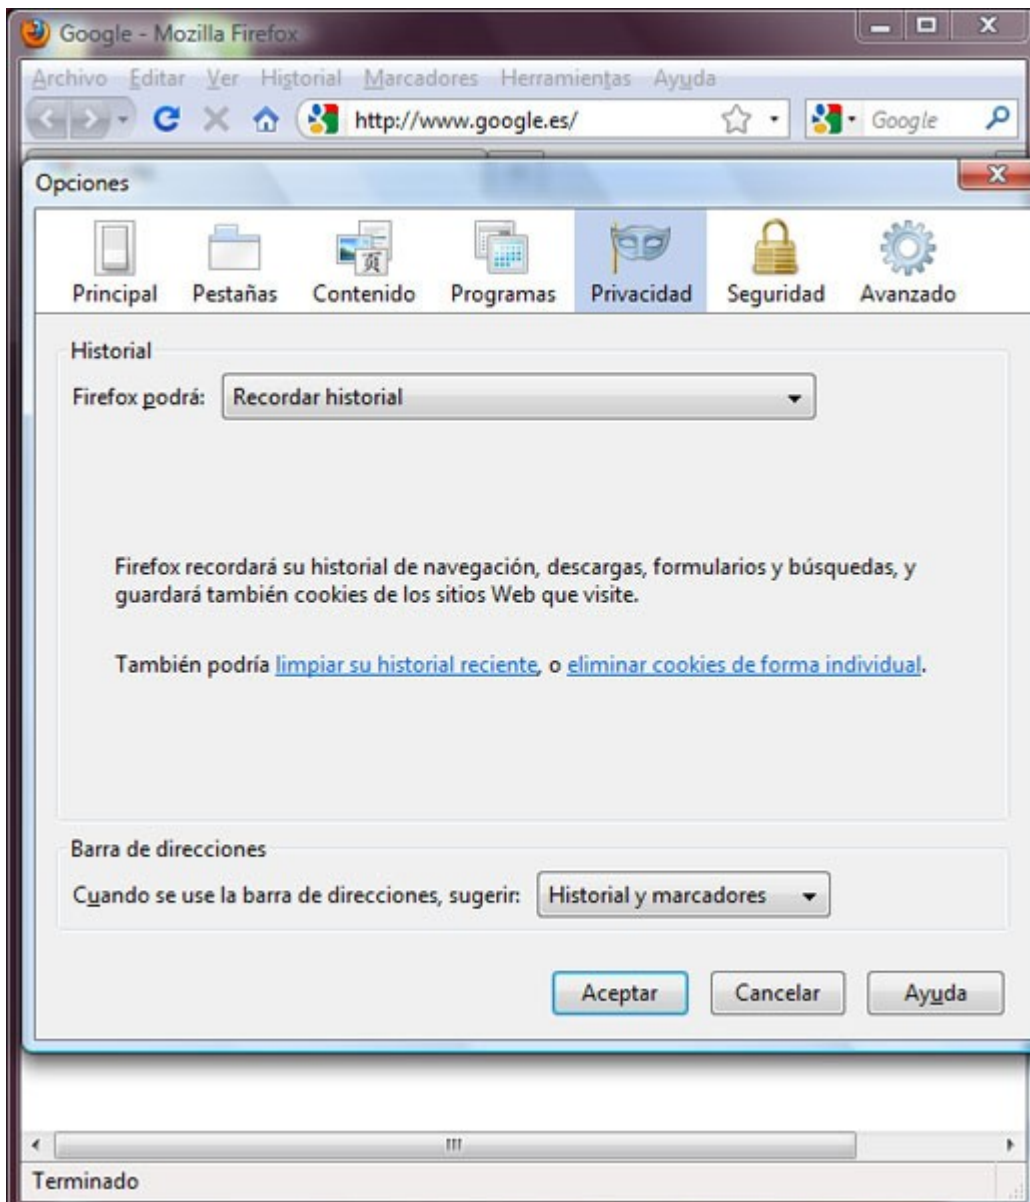 Google - Mozilla Firefox
Archivo Editar Ver Historial Marcadores Herramientas Ayuda
http://www.google.es/ Google
Opciones
Principal Pestañas Contenido Programas Privacidad Seguridad Avanzado
Historial
Firefox podrá: Recordar historial
Firefox recordará su historial de navegación, descargas, formularios y búsquedas, y
guardará también cookies de los sitios Web que visite.
También podría limpiar su historial reciente, o eliminar cookies de forma individual.
Barra de direcciones
Cuando se use la barra de direcciones, sugerir: Historial y marcadores
Aceptar Cancelar Ayuda
Terminado